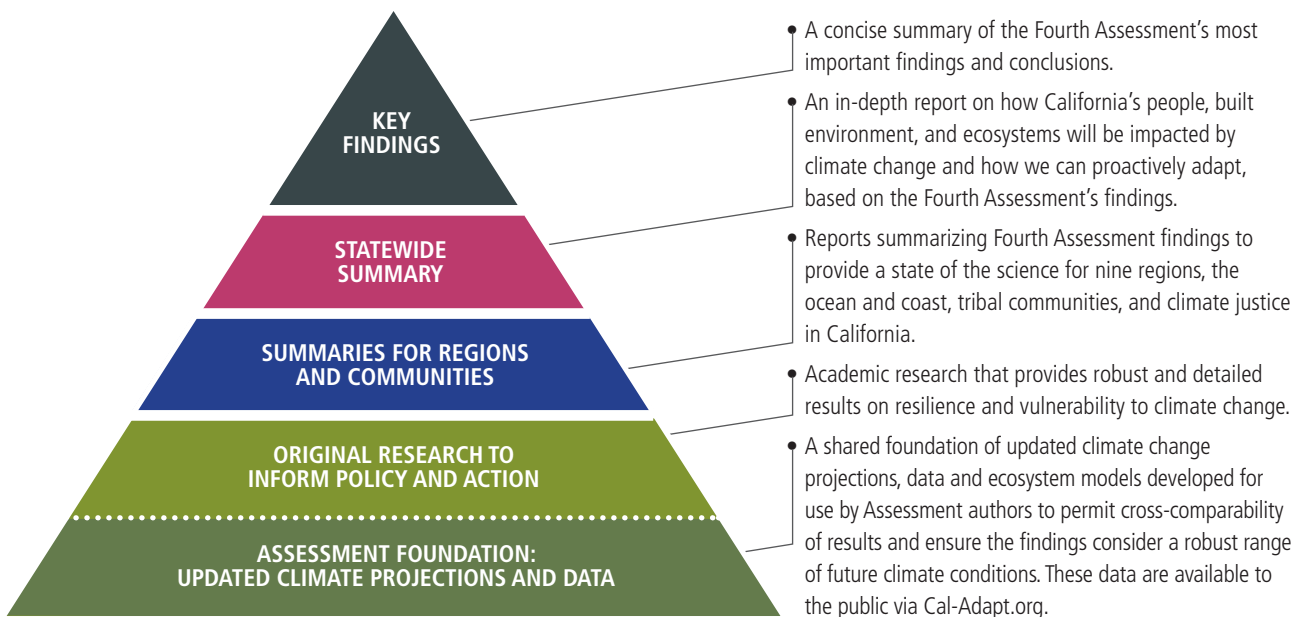 KEY
FINDINGS
A concise summary of the Fourth Assessment’s most
important findings and conclusions.
STATEWIDE
SUMMARY
An in-depth report on how California’s people, built
environment, and ecosystems will be impacted by
climate change and how we can proactively adapt,
based on the Fourth Assessment’s findings.
SUMMARIES FOR REGIONS
AND COMMUNITIES
Reports summarizing Fourth Assessment findings to
provide a state of the science for nine regions, the
ocean and coast, tribal communities, and climate justice
in California.
ORIGINAL RESEARCH TO
INFORM POLICY AND ACTION
Academic research that provides robust and detailed
results on resilience and vulnerability to climate change.
ASSESSMENT FOUNDATION:
UPDATED CLIMATE PROJECTIONS AND DATA
A shared foundation of updated climate change
projections, data and ecosystem models developed for
use by Assessment authors to permit cross-comparability
of results and ensure the findings consider a robust range
of future climate conditions. These data are available to
the public via Cal-Adapt.org.